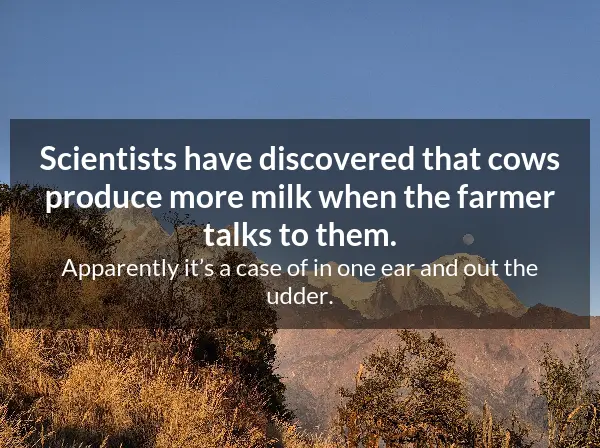 Scientists have discovered that cows
produce more milk when the farmer
talks to them.
Apparently it’s a case of in one ear and out the
udder.